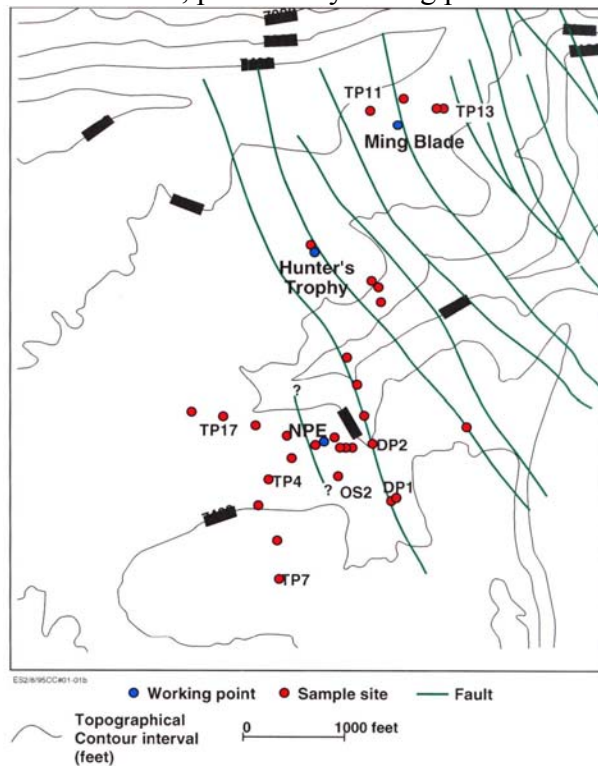 TP11
TP13
Ming Blade
Hunter's
Trophy
?
TP17
NPE
DP2
TP4
? OS2
DP1
TP7
ES2/8/95CC#01-01b
Working point
Sample site
Fault
Topographical
Contour interval
(feet)
0
1000 feet